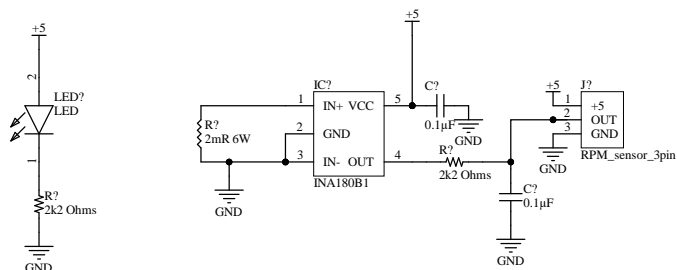 +5
2
LED?
LED
1
R?
2k2 Ohms
GND
+5
IC?
1 IN+ VCC 5
2 GND
3 IN- OUT 4
INA180B1
R?
2mR 6W
GND
C?
0.1µF
GND
R?
2k2 Ohms
C?
0.1µF
GND
J?
+5
1 +5
2 OUT
3 GND
GND
RPM_sensor_3pin